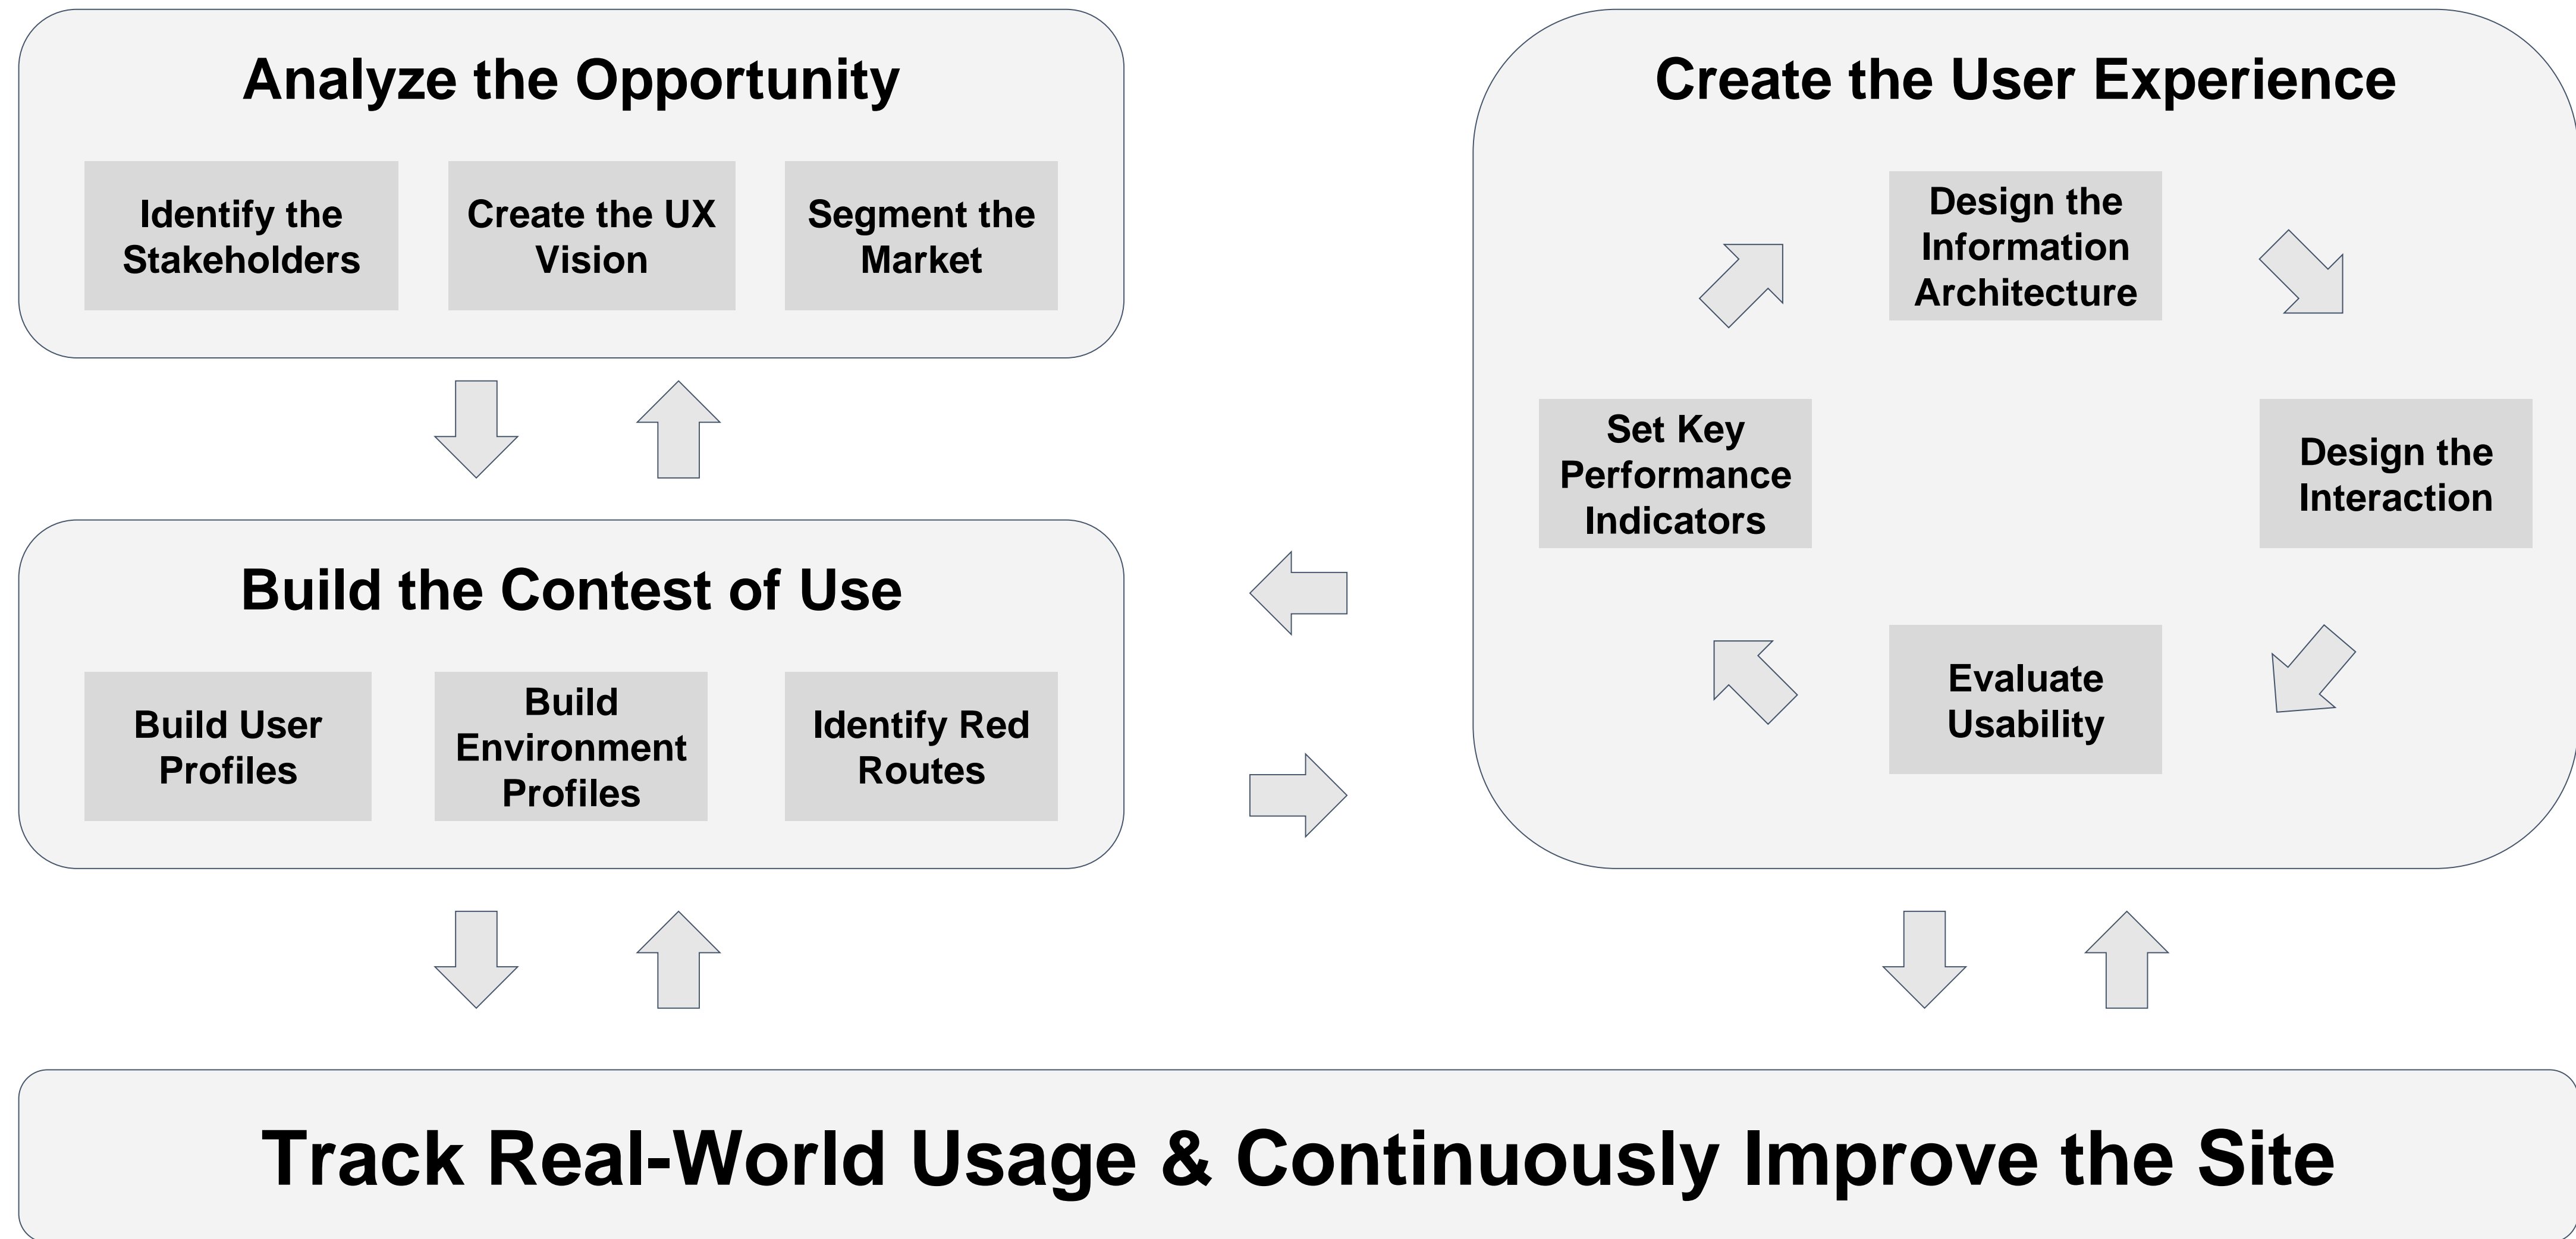 Analyze the Opportunity
Identify the
Stakeholders
Create the UX
Vision
Segment the
Market
Build the Contest of Use
Build User
Profiles
Build
Environment
Profiles
Identify Red
Routes
Create the User Experience
Design the
Information
Architecture
Set Key
Performance
Indicators
Design the
Interaction
Evaluate
Usability
Track Real-World Usage & Continuously Improve the Site